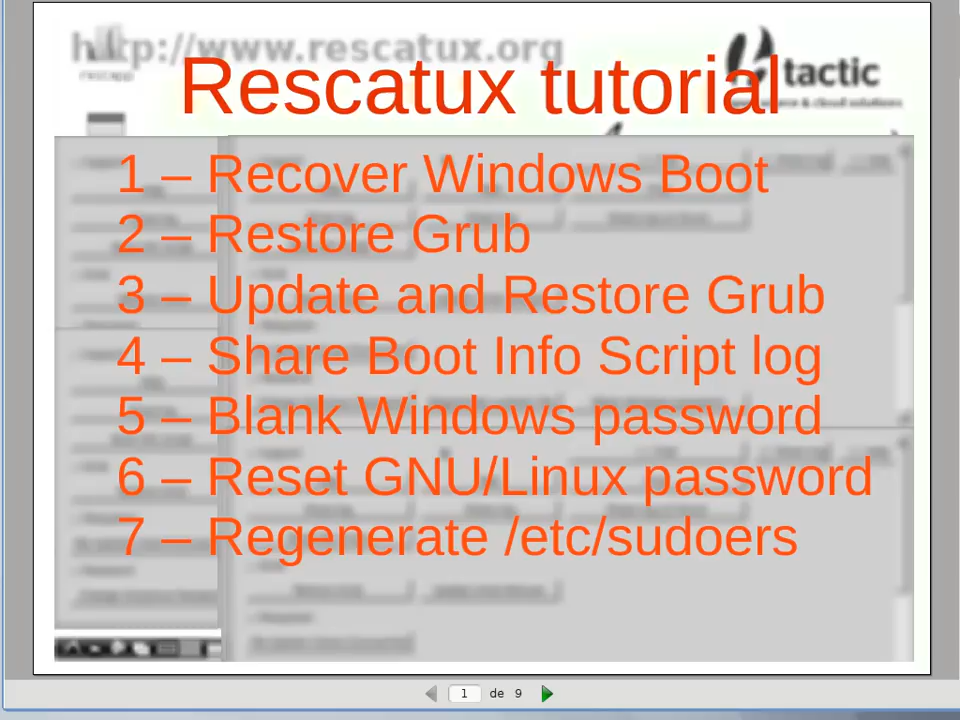 http://www.rescatux.org
Rescatux tutorial
tactic
1 – Recover Windows Boot
2 – Restore Grub
3 – Update and Restore Grub
4 – Share Boot Info Script log
5 – Blank Windows password
6 – Reset GNU/Linux password
7 – Regenerate /etc/sudoers
1 de 9